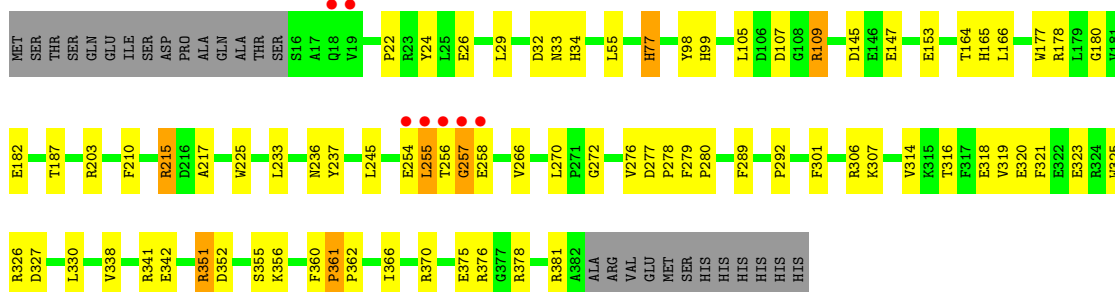 MET SER THR SER GLN GLU ILE SER ASP PRO ALA GLN ALA THR SER S16 A17 Q18 V19 P22 R23 Y24 L25 E26 L29 D32 N33 H34 L55 H77 Y98 H99 L105 D106 D107 G108 R109 D145 E146 E147 E153 T164 H165 L166 W177 R178 L179 G180 V181
E182 T187 R203 F210 R215 D216 A217 W225 L233 N236 Y237 L245 E254 L255 T256 G257 E258 V266 L270 P271 G272 V276 D277 P278 F279 P280 F289 P292 F301 R306 K307 V314 K315 T316 F317 E318 V319 E320 F321 E322 E323 R324 W325
R326 D327 L330 V338 R341 E342 R351 D352 S355 K356 F360 P361 P362 I366 R370 E375 R376 G377 R378 R381 A382 ALA ARG VAL GLU MET SER HIS HIS HIS HIS HIS HIS